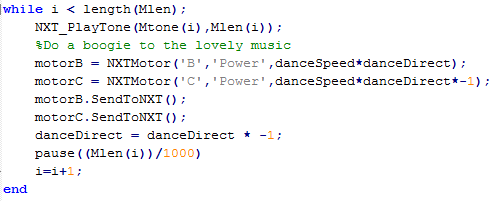 while i < length(Mlen);
NXT_PlayTone(Mtone(i),Mlen(i));
%Do a boogie to the lovely music
motorB = NXTMotor('B','Power',danceSpeed*danceDirect);
motorC = NXTMotor('C','Power',danceSpeed*danceDirect*-1);
motorB.SendToNXT();
motorC.SendToNXT();
danceDirect = danceDirect * -1;
pause((Mlen(i))/1000)
i=i+1;
end